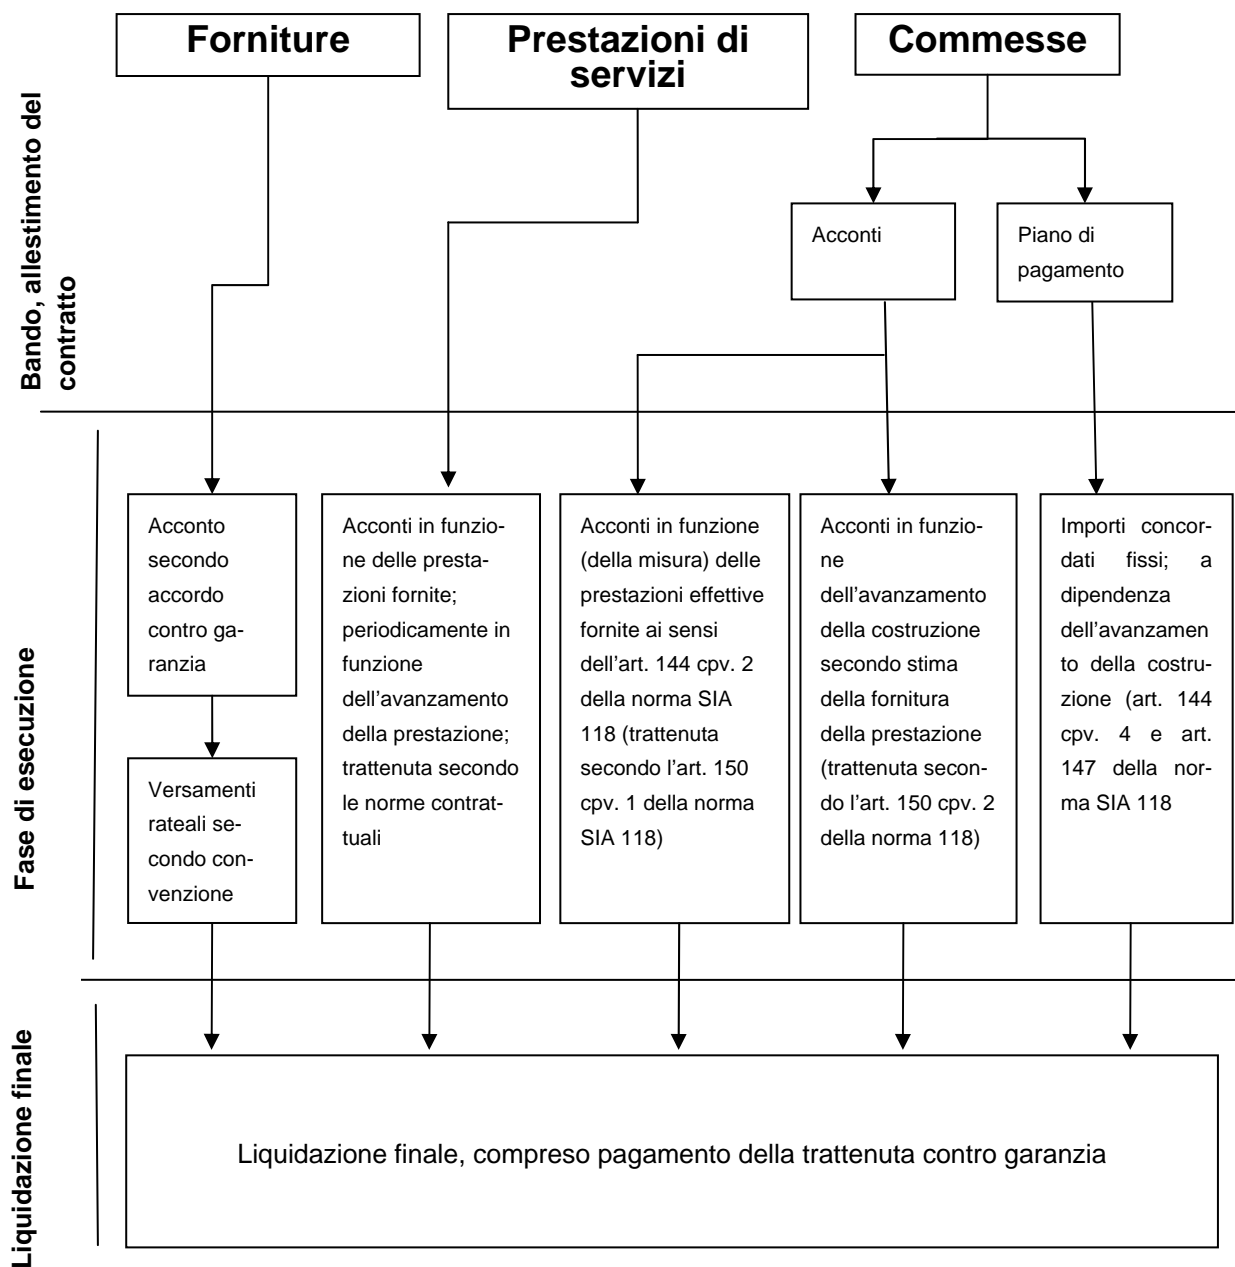 Forniture
Prestazioni di
servizi
Commesse
Bando, allestimento del
contratto
Acconti
Piano di
pagamento
Fase di esecuzione
Acconto
secondo
accordo
contro ga-
ranzia
Versamenti
rateali se-
condo con-
venzione
Acconti in funzio-
ne delle presta-
zioni fornite;
periodicamente in
funzione
dell'avanzamento
della prestazione;
trattenuta secondo
le norme contrat-
tuali
Acconti in funzione
(della misura) delle
prestazioni effettive
fornite ai sensi
dell'art. 144 cpv. 2
della norma SIA
118 (trattenuta
secondo l'art. 150
cpv. 1 della norma
SIA 118)
Acconti in funzio-
ne
dell'avanzamento
della costruzione
secondo stima
della fornitura
della prestazione
(trattenuta secon-
do l'art. 150 cpv. 2
della norma 118)
Importi concor-
dati fissi; a
dipendenza
dell'avanzamen
to della costru-
zione (art. 144
cpv. 4 e art.
147 della nor-
ma SIA 118
Liquidazione finale
Liquidazione finale, compreso pagamento della trattenuta contro garanzia